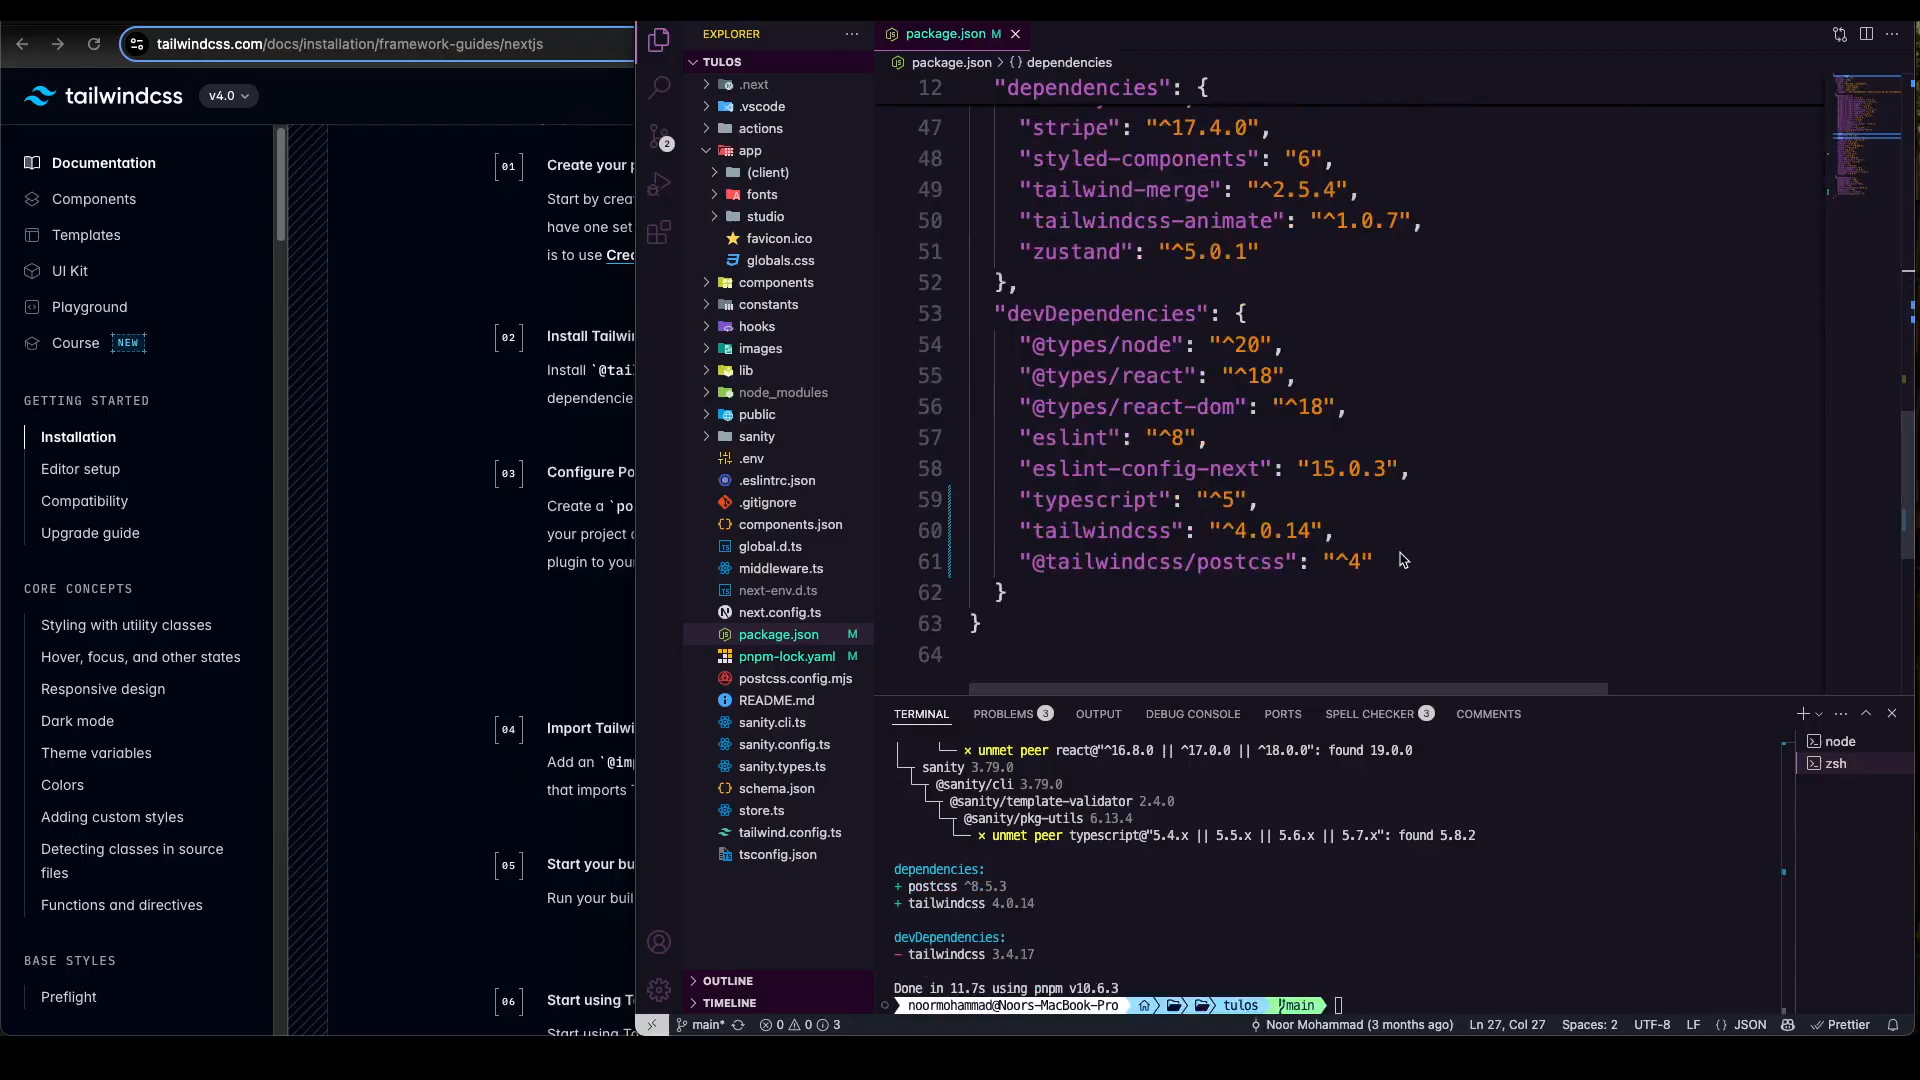 tailwindcss.com/docs/installation/framework-guides/nextjs
tailwindcss
v4.0
Documentation
Components
Templates
UI Kit
Playground
Course NEW
GETTING STARTED
Installation
Editor setup
Compatibility
Upgrade guide
CORE CONCEPTS
Styling with utility classes
Hover, focus, and other states
Responsive design
Dark mode
Theme variables
Colors
Adding custom styles
Detecting classes in source
files
Functions and directives
BASE STYLES
Preflight
01
Create your p
Start by crea
have one set
is to use Crea
02
Install Tailwi
Install `@tai
dependencie
03
Configure Po
Create a `po
your project
plugin to your
04
Import Tailwi
Add an `@im
that imports
05
Start your bu
Run your buil
06
Start using T
Start using T
2
EXPLORER
TULOS
.next
.vscode
actions
app
(client)
fonts
studio
favicon.ico
globals.css
components
constants
hooks
images
lib
node_modules
public
sanity
.env
.eslintrc.json
.gitignore
components.json
global.d.ts
middleware.ts
next-env.d.ts
next.config.ts
package.json M
pnpm-lock.yaml M
postcss.config.mjs
README.md
sanity.cli.ts
sanity.config.ts
sanity.types.ts
schema.json
store.ts
tailwind.config.ts
tsconfig.json
OUTLINE
TIMELINE
package.json M
package.json > {} dependencies
12 "dependencies": {
47 "stripe": "^17.4.0",
48 "styled-components": "6",
49 "tailwind-merge": "^2.5.4",
50 "tailwindcss-animate": "^1.0.7",
51 "zustand": "^5.0.1"
52 },
53 "devDependencies": {
54 "@types/node": "^20",
55 "@types/react": "^18",
56 "@types/react-dom": "^18",
57 "eslint": "^8",
58 "eslint-config-next": "15.0.3",
59 "typescript": "^5",
60 "tailwindcss": "^4.0.14",
61 "@tailwindcss/postcss": "^4"
62 }
63 }
64
TERMINAL PROBLEMS 3 OUTPUT DEBUG CONSOLE PORTS SPELL CHECKER 3 COMMENTS
node
zsh
└─ × unmet peer react@"^16.8.0 || ^17.0.0 || ^18.0.0": found 19.0.0
└─ sanity 3.79.0
└─ @sanity/cli 3.79.0
└─ @sanity/template-validator 2.4.0
└─ @sanity/pkg-utils 6.13.4
└─ × unmet peer typescript@"5.4.x || 5.5.x || 5.6.x || 5.7.x": found 5.8.2
dependencies:
+ postcss ^8.5.3
+ tailwindcss 4.0.14
devDependencies:
- tailwindcss 3.4.17
Done in 11.7s using pnpm v10.6.3
noormohammad@Noors-MacBook-Pro tulos main
main* 0 0 3 Noor Mohammad (3 months ago) Ln 27, Col 27 Spaces: 2 UTF-8 LF {} JSON Prettier